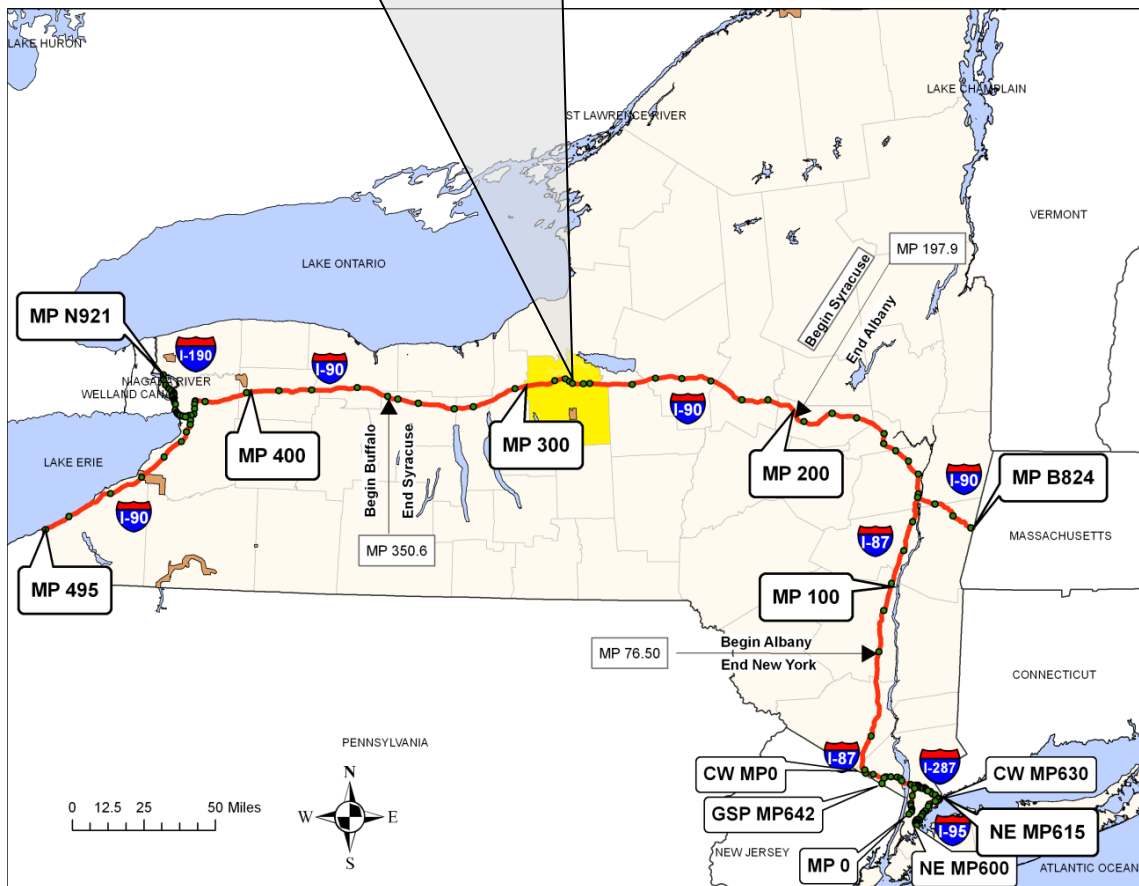 LAKE HURON
LAKE CHAMPLAIN
ST LAWRENCE RIVER
VERMONT
LAKE ONTARIO
MP 197.9
Begin Syracuse
End Albany
MP N921
I-190
I-90
NIAGARA RIVER
WELLAND
MP 400
Begin Buffalo
End Syracuse
MP 300
I-90
MP 200
I-90
MP B824
LAKE ERIE
I-90
MASSACHUSETTS
MP 350.6
I-87
MP 495
MP 100
MP 76.50
Begin Albany
End New York
CONNECTICUT
PENNSYLVANIA
I-87
I-287
CW MP0
CW MP630
GSP MP642
N
W E
S
0 12.5 25 50 Miles
NE MP615
I-95
NEW JERSEY
MP 0
NE MP600
ATLANTIC OCEAN